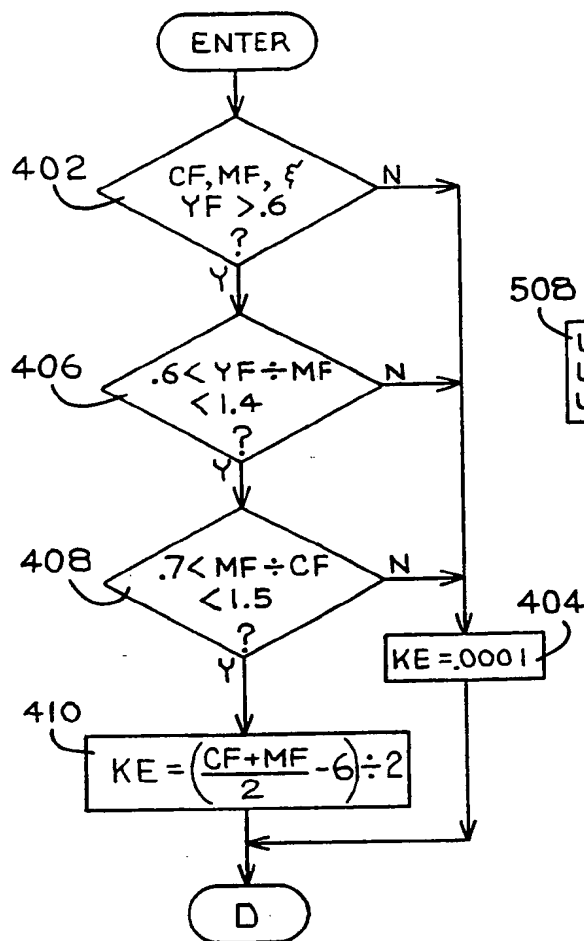 ENTER
402
CF, MF, &
YF >.6
?
N
Y
406
.6< YF÷MF
<1.4
?
N
Y
508
U
U
U
408
.7< MF÷CF
<1.5
?
N
Y
404
KE=.0001
410
KE = (CF+MF/2 -6)÷2
D